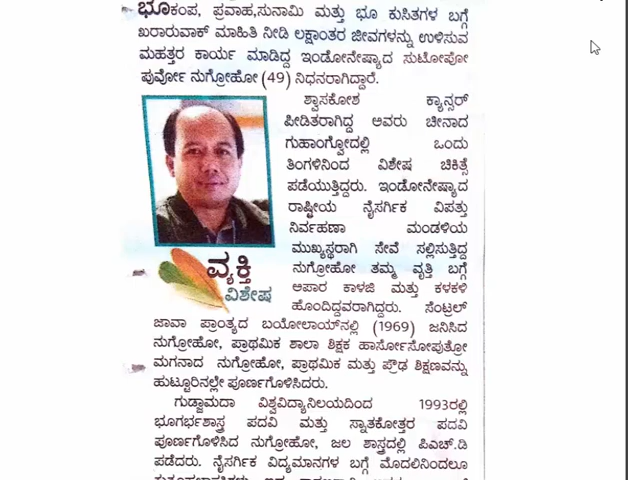 ಭೂಕಂಪ, ಪ್ರವಾಹ,ಸುನಾಮಿ ಮತ್ತು ಭೂ ಕುಸಿತಗಳ ಬಗ್ಗೆ
ಖರಾರುವಾಕ್ ಮಾಹಿತಿ ನೀಡಿ ಲಕ್ಷಾಂತರ ಜೀವಗಳನ್ನು ಉಳಿಸುವ
ಮಹತ್ತರ ಕಾರ್ಯ ಮಾಡಿದ್ದ ಇಂಡೋನೇಷ್ಯಾದ ಸುಟೋಪೋ
ಪುರ್ವೋ ನುಗ್ರೋಹೋ (49) ನಿಧನರಾಗಿದ್ದಾರೆ.
ಶ್ವಾಸಕೋಶ ಕ್ಯಾನ್ಸರ್
ಪೀಡಿತರಾಗಿದ್ದ ಅವರು ಚೀನಾದ
ಗುಹಾಂಗ್ಝೋದಲ್ಲಿ ಒಂದು
ತಿಂಗಳಿನಿಂದ ವಿಶೇಷ ಚಿಕಿತ್ಸೆ
ಪಡೆಯುತ್ತಿದ್ದರು. ಇಂಡೋನೇಷ್ಯಾದ
ರಾಷ್ಟ್ರೀಯ ನೈಸರ್ಗಿಕ ವಿಪತ್ತು
ನಿರ್ವಹಣಾ ಮಂಡಳಿಯ
ಮುಖ್ಯಸ್ಥರಾಗಿ ಸೇವೆ ಸಲ್ಲಿಸುತ್ತಿದ್ದ
ನುಗ್ರೋಹೋ ತಮ್ಮ ವೃತ್ತಿ ಬಗ್ಗೆ
ಅಪಾರ ಕಾಳಜಿ ಮತ್ತು ಕಳಕಳಿ
ಹೊಂದಿದ್ದವರಾಗಿದ್ದರು. ಸೆಂಟ್ರಲ್
ವ್ಯಕ್ತಿ
ವಿಶೇಷ
ಜಾವಾ ಪ್ರಾಂತ್ಯದ ಬಯೋಲಾಯ್‌ನಲ್ಲಿ (1969) ಜನಿಸಿದ
ನುಗ್ರೋಹೋ, ಪ್ರಾಥಮಿಕ ಶಾಲಾ ಶಿಕ್ಷಕ ಹಾರ್ಸೋಸೋಪುತ್ರೋ
ಮಗನಾದ ನುಗ್ರೋಹೋ, ಪ್ರಾಥಮಿಕ ಮತ್ತು ಪ್ರೌಢ ಶಿಕ್ಷಣವನ್ನು
ಹುಟ್ಟೂರಿನಲ್ಲೇ ಪೂರ್ಣಗೊಳಿಸಿದರು.
ಗುಡ್ಜಾಮದಾ ವಿಶ್ವವಿದ್ಯಾನಿಲಯದಿಂದ 1993ರಲ್ಲಿ
ಭೂಗರ್ಭಶಾಸ್ತ್ರ ಪದವಿ ಮತ್ತು ಸ್ನಾತಕೋತ್ತರ ಪದವಿ
ಪೂರ್ಣಗೊಳಿಸಿದ ನುಗ್ರೋಹೋ, ಜಲ ಶಾಸ್ತ್ರದಲ್ಲಿ ಪಿಎಚ್.ಡಿ
ಪಡೆದರು. ನೈಸರ್ಗಿಕ ವಿದ್ಯಮಾನಗಳ ಬಗ್ಗೆ ಮೊದಲಿನಿಂದಲೂ